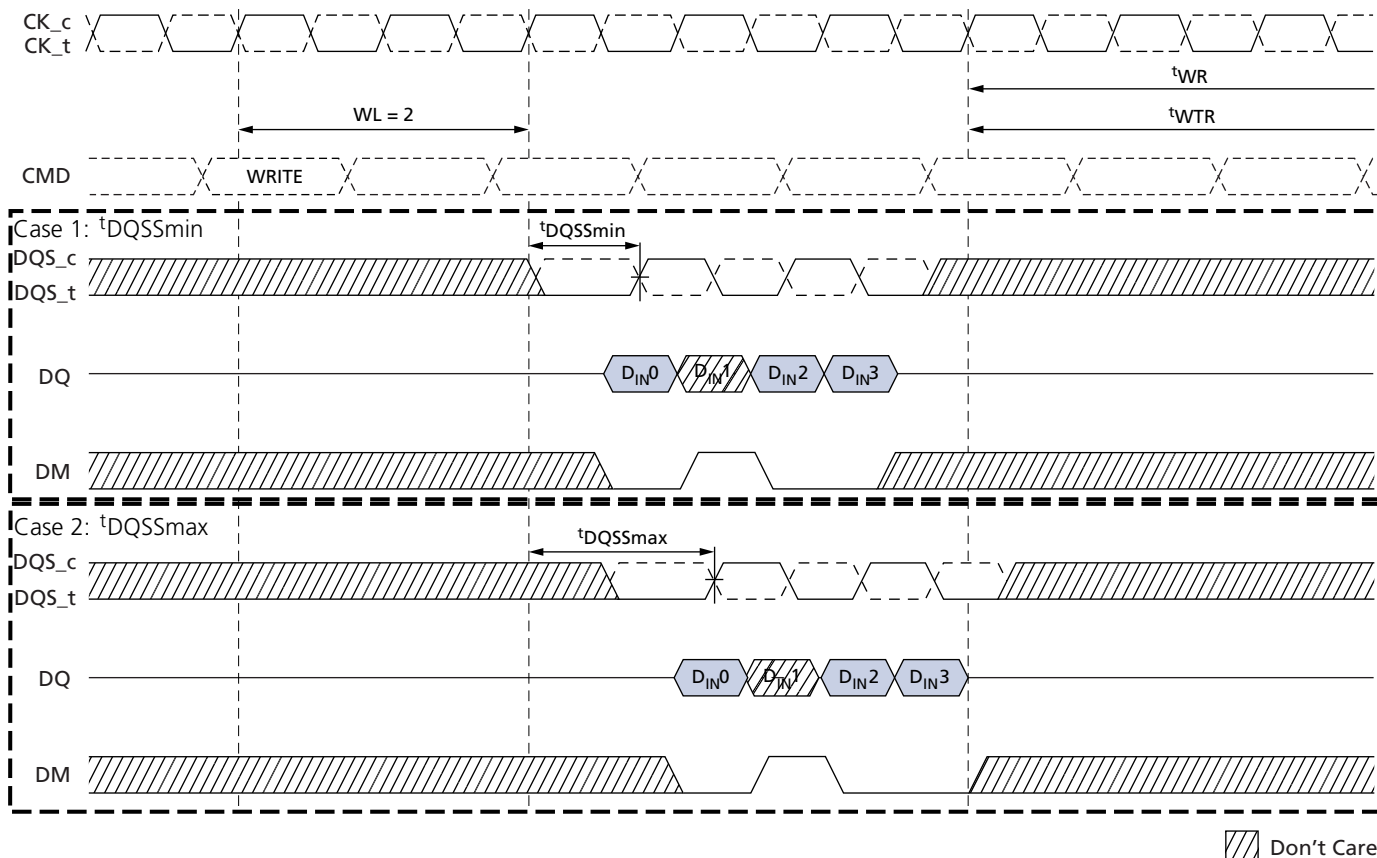 CK_c
CK_t
tWR
WL = 2
tWTR
CMD
WRITE
Case 1: tDQSSmin
tDQSSmin
DQS_c
DQS_t
DQ
DIN0 DIN1 DIN2 DIN3
DM
Case 2: tDQSSmax
tDQSSmax
DQS_c
DQS_t
DQ
DIN0 DIN1 DIN2 DIN3
DM
Don't Care